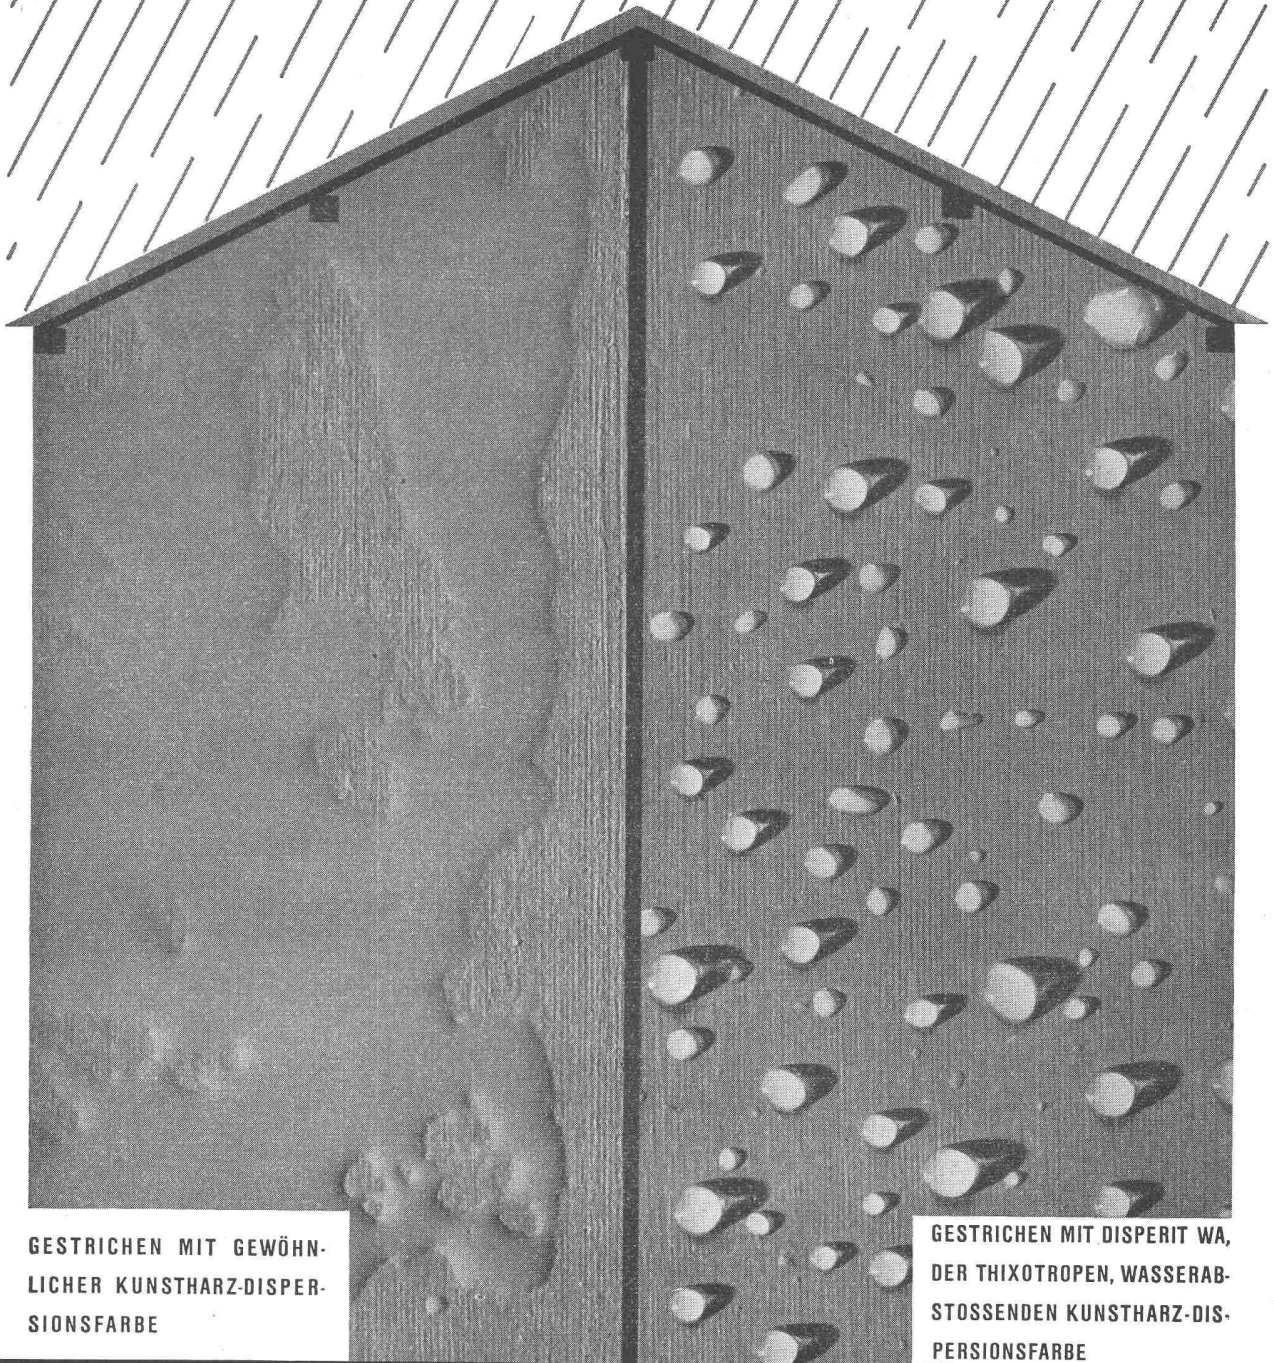 GESTRICHEN MIT GEWÖHN-
LICHER KUNSTHARZ-DISPER-
SIONSFARBE
GESTRICHEN MIT DISPERIT WA,
DER THIXOTROPEN, WASSERAB-
STOSSENDEN KUNSTHARZ-DIS-
PERSIONSFARBE